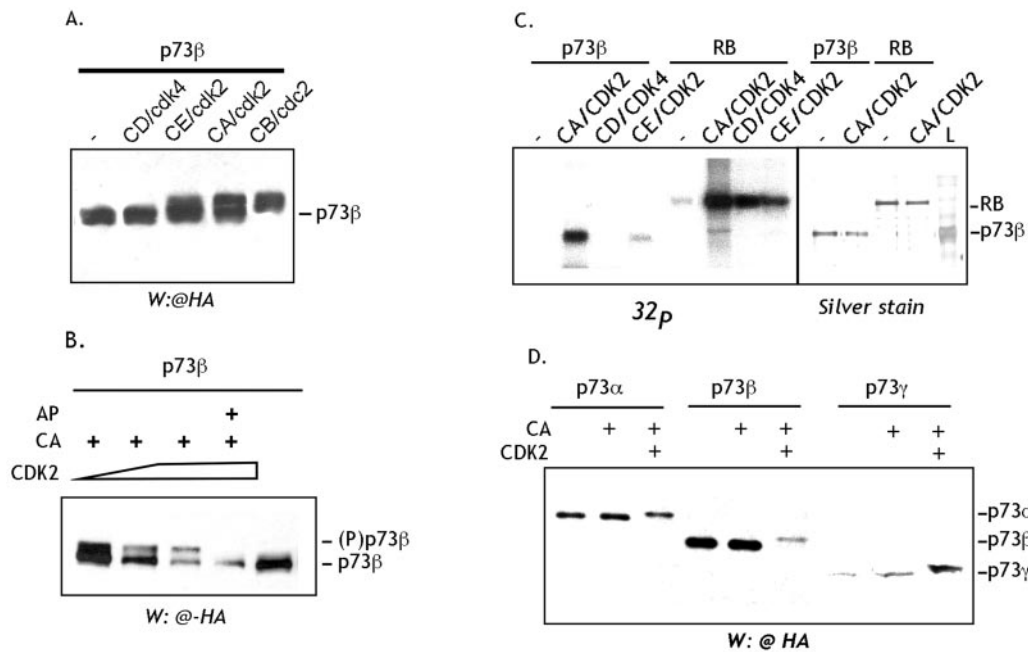 A.
p73β
- CD/cdk4 CE/cdk2 CA/cdk2 CB/cdc2
p73β
W:@HA
B.
p73β
AP +
CA + + + +
CDK2
(P)p73β
p73β
W: @-HA
C.
p73β RB p73β RB
- CA/CDK2 CD/CDK4 CE/CDK2 - CA/CDK2 CD/CDK4 CE/CDK2 - CA/CDK2 - CA/CDK2 L
RB
p73β
32P Silver stain
D.
p73α p73β p73γ
CA + + + + + +
CDK2 + + +
p73α
p73β
p73γ
W: @ HA